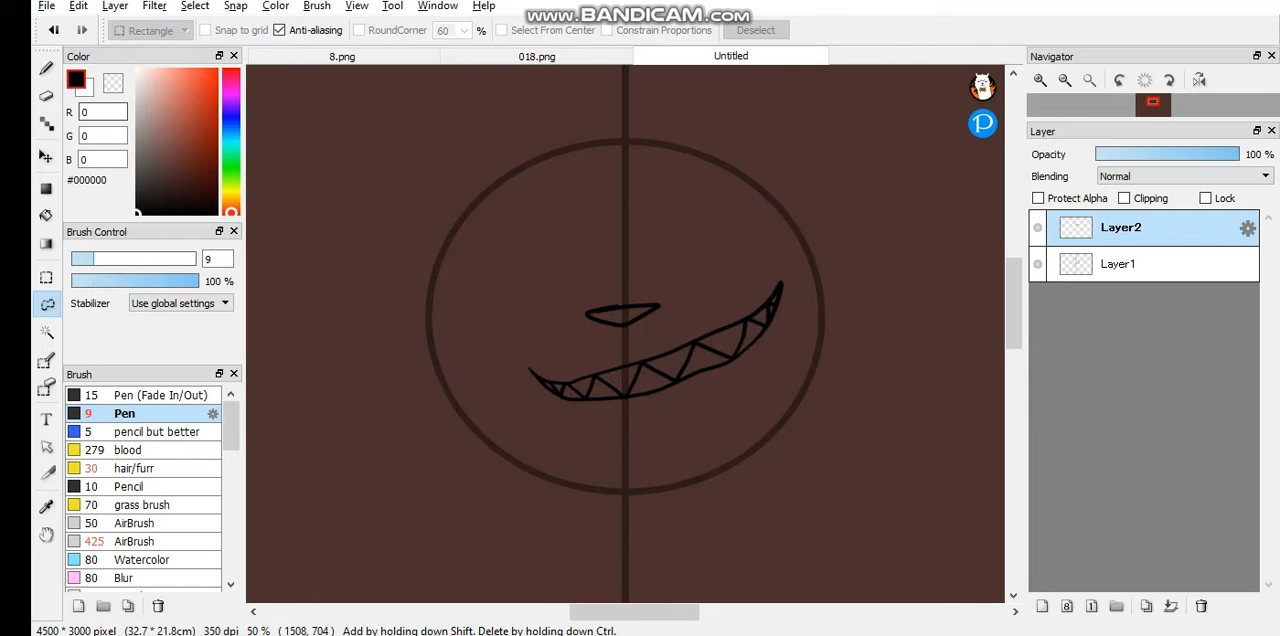 www.BANDICAM.com
File Edit Layer Filter Select Snap Color Brush View Tool Window Help
Rectangle Snap to grid Anti-aliasing RoundCorner 60 % Select From Center Constrain Proportions Deselect
Color
8.png 018.png Untitled
Navigator
R 0
G 0
B 0
#000000
P
Layer
Opacity 100 %
Blending Normal
Protect Alpha Clipping Lock
Layer2
Layer1
Brush Control
9
100 %
Stabilizer Use global settings
Brush
15 Pen (Fade In/Out)
9 Pen
5 pencil but better
279 blood
30 hair/furr
10 Pencil
70 grass brush
50 AirBrush
425 AirBrush
80 Watercolor
80 Blur
8 1
4500 * 3000 pixel (32.7 * 21.8cm) 350 dpi 50 % (1508, 704) Add by holding down Shift. Delete by holding down Ctrl.